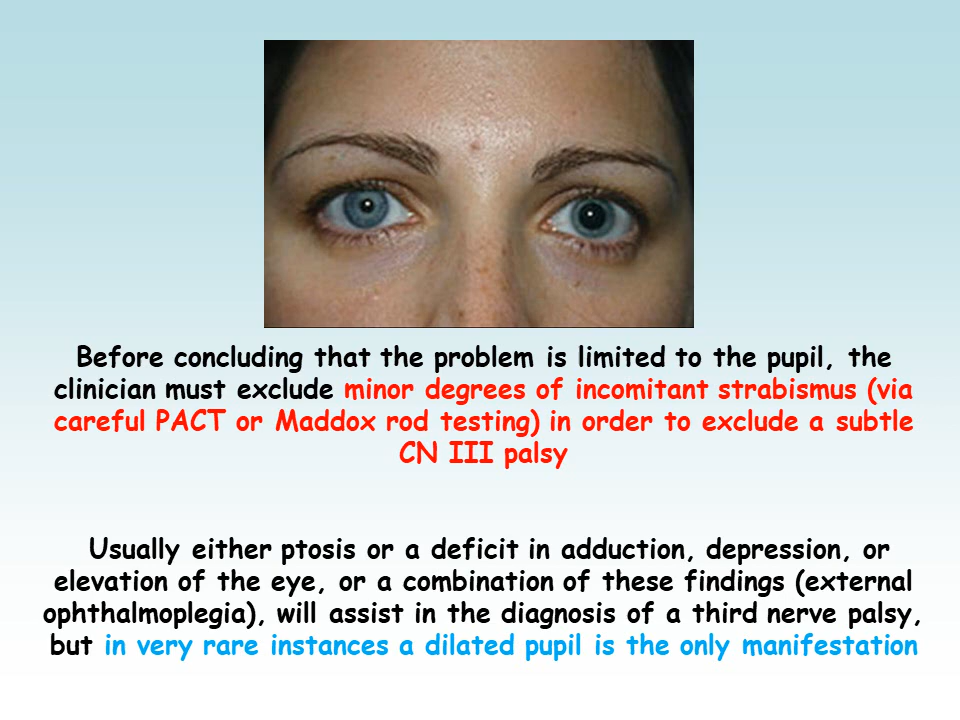 Before concluding that the problem is limited to the pupil, the
clinician must exclude minor degrees of incomitant strabismus (via
careful PACT or Maddox rod testing) in order to exclude a subtle
CN III palsy
Usually either ptosis or a deficit in adduction, depression, or
elevation of the eye, or a combination of these findings (external
ophthalmoplegia), will assist in the diagnosis of a third nerve palsy,
but in very rare instances a dilated pupil is the only manifestation